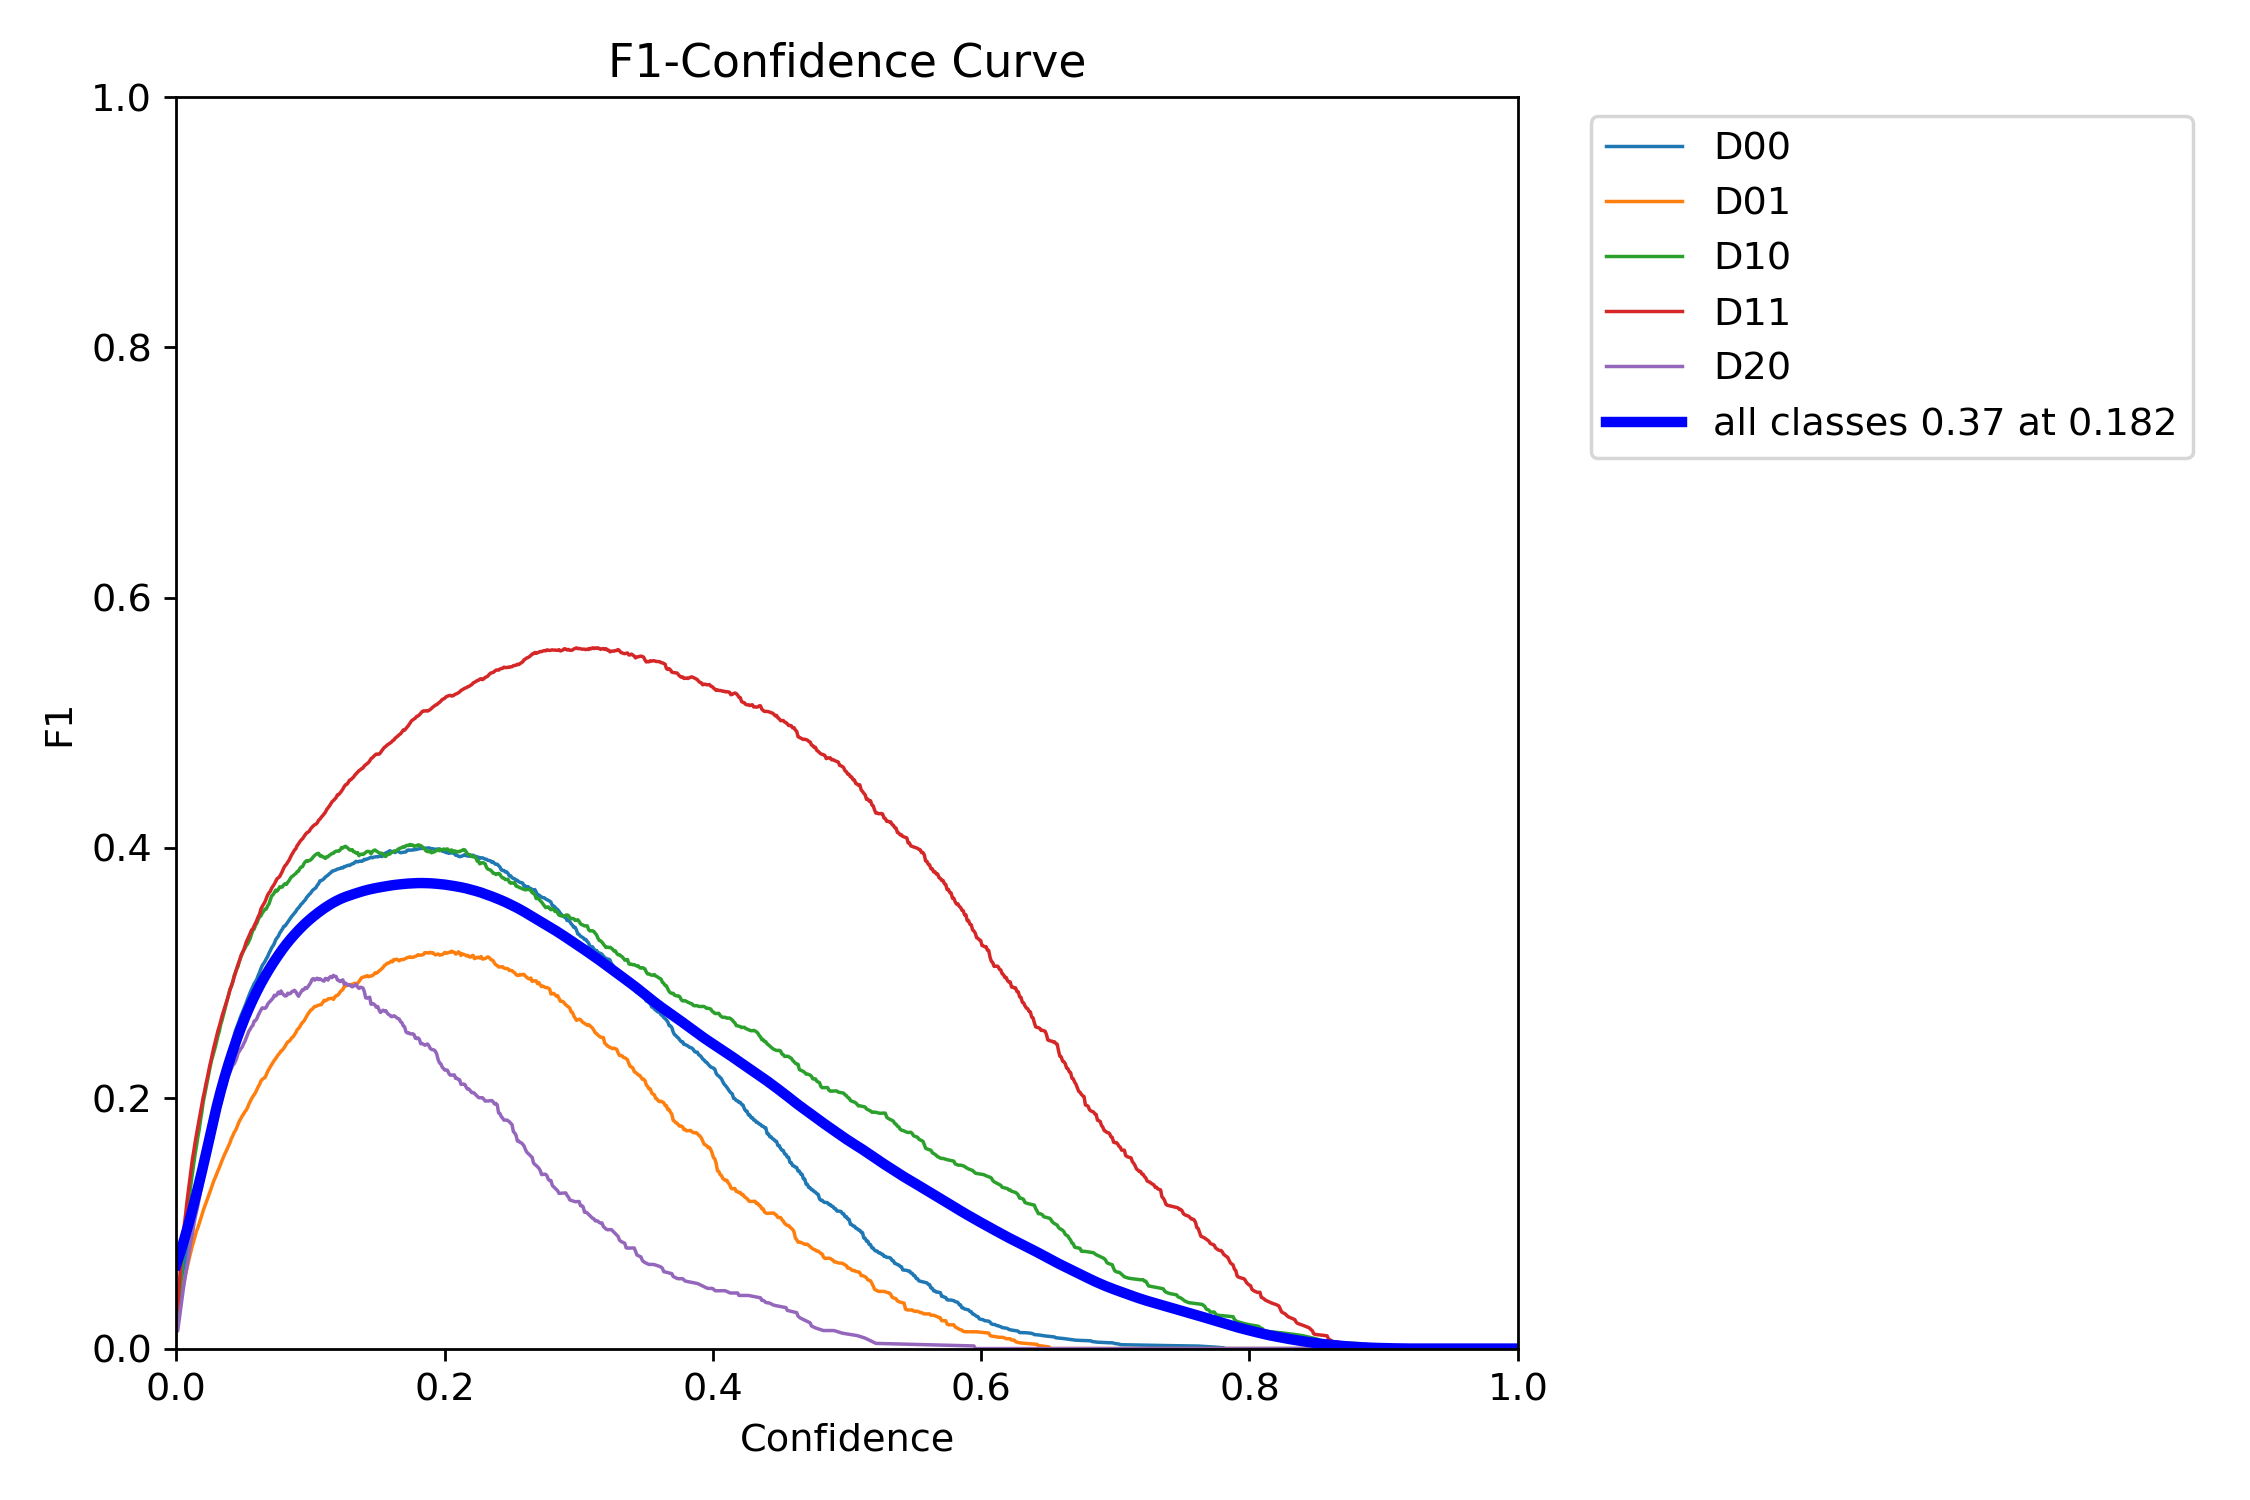 F1-Confidence Curve
1.0
0.8
0.6
0.4
0.2
0.0
F1
0.0 0.2 0.4 0.6 0.8 1.0
Confidence
D00
D01
D10
D11
D20
all classes 0.37 at 0.182